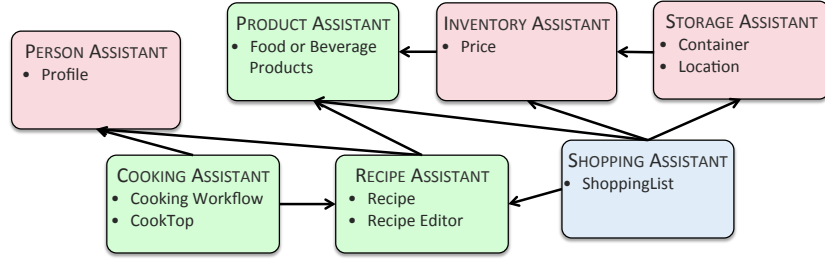 PERSON ASSISTANT
• Profile
PRODUCT ASSISTANT
• Food or Beverage
Products
INVENTORY ASSISTANT
• Price
STORAGE ASSISTANT
• Container
• Location
COOKING ASSISTANT
• Cooking Workflow
• CookTop
RECIPE ASSISTANT
• Recipe
• Recipe Editor
SHOPPING ASSISTANT
• ShoppingList